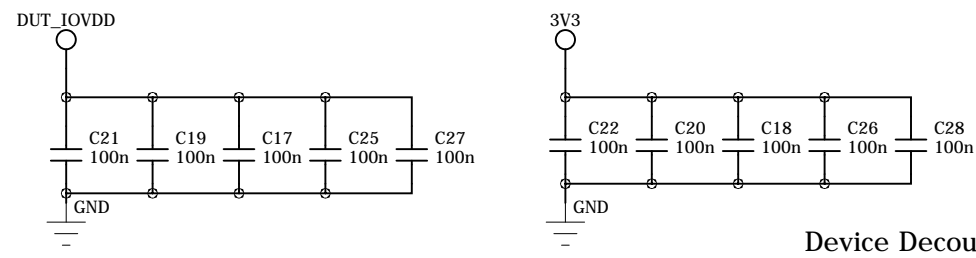 DUT_IOVDD
3V3
C21
100n
C19
100n
C17
100n
C25
100n
C27
100n
GND
C22
100n
C20
100n
C18
100n
C26
100n
C28
100n
GND
Device Decou